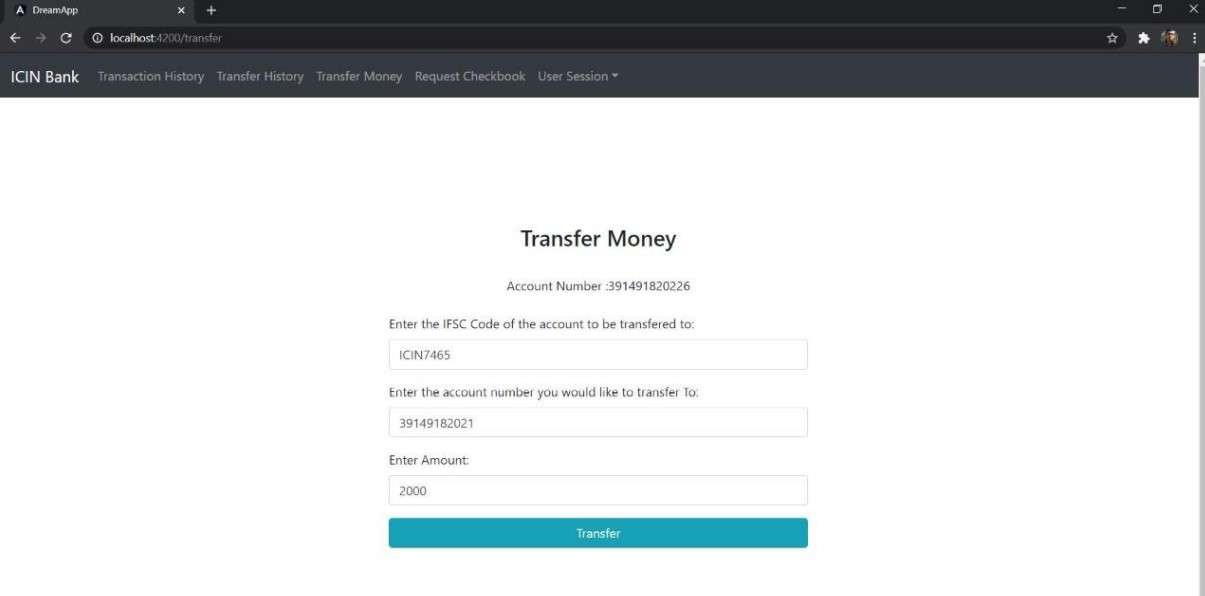 DreamApp
localhost:4200/transfer
ICIN Bank Transaction History Transfer History Transfer Money Request Checkbook User Session
Transfer Money
Account Number :391491820226
Enter the IFSC Code of the account to be transfered to:
ICIN7465
Enter the account number you would like to transfer To:
39149182021
Enter Amount:
2000
Transfer